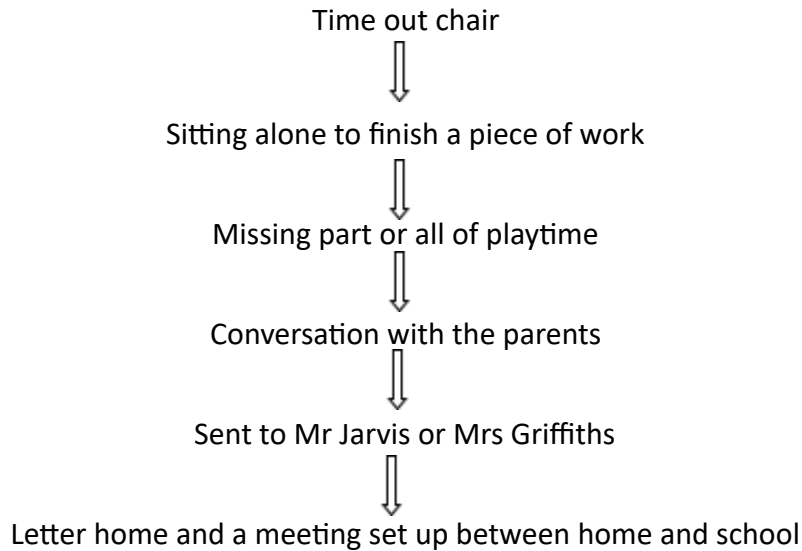 Time out chair
Sitting alone to finish a piece of work
Missing part or all of playtime
Conversation with the parents
Sent to Mr Jarvis or Mrs Griffiths
Letter home and a meeting set up between home and school